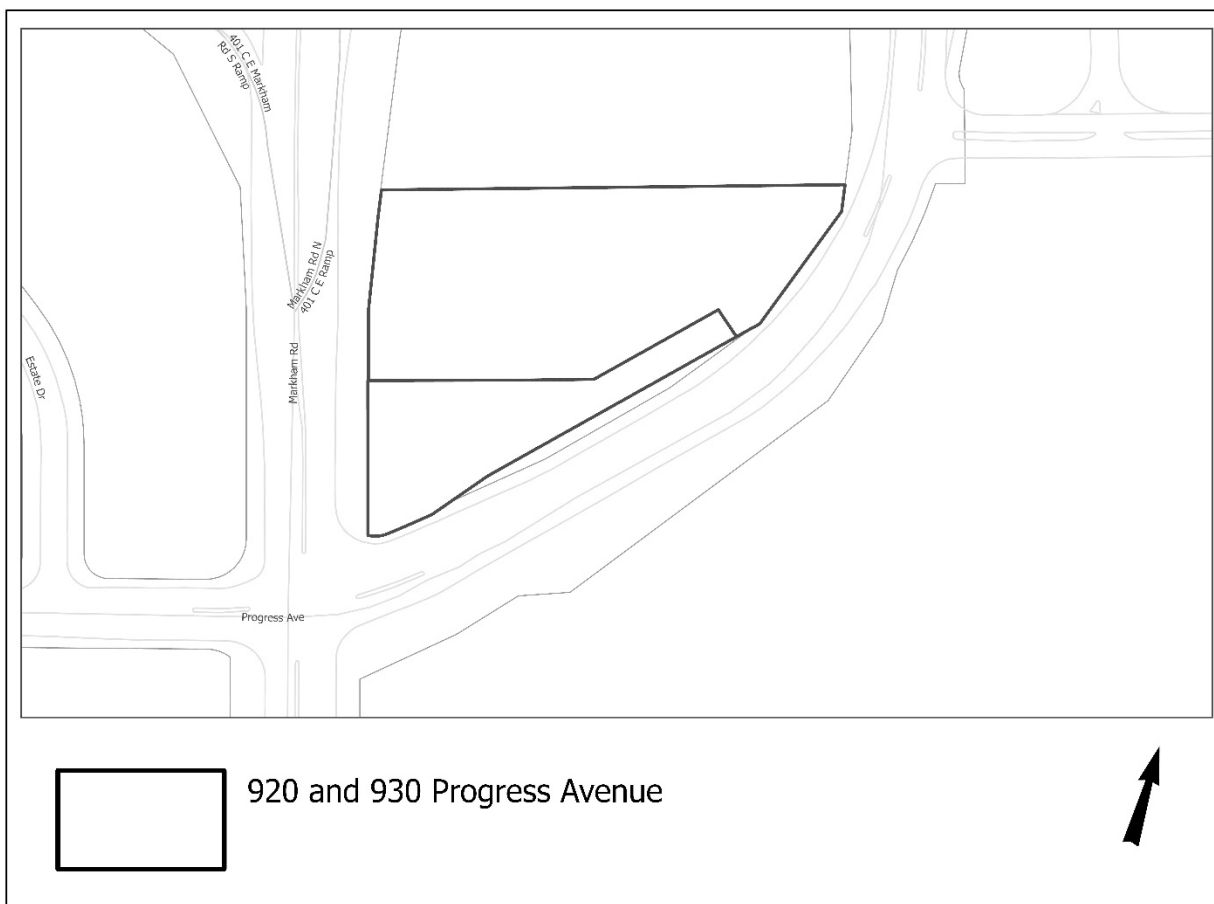 401 C E Markham
Rd S Ramp
Markham Rd N
401 C E Ramp
Estate Dr
Markham Rd
Progress Ave
920 and 930 Progress Avenue